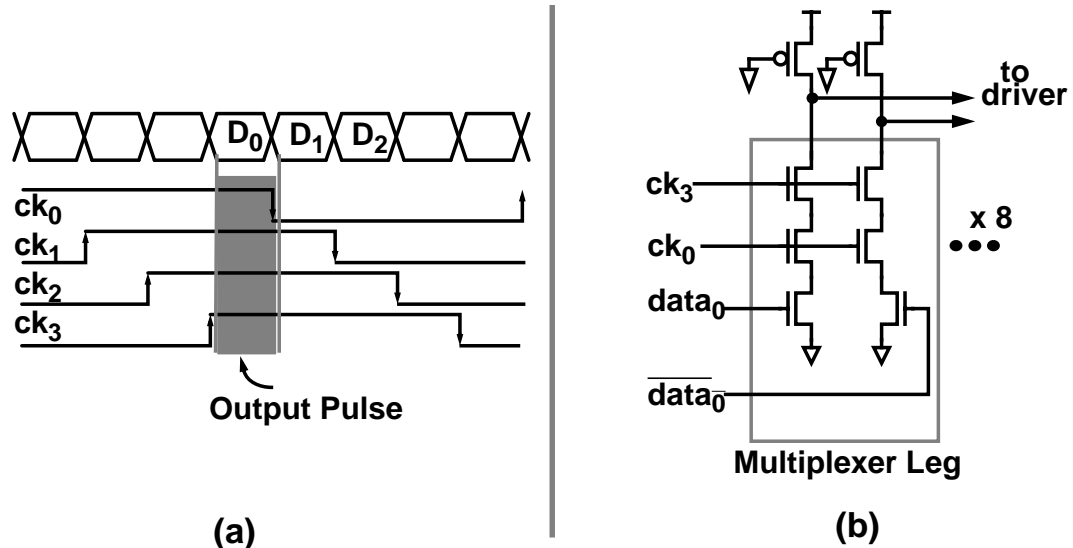 D₀ D₁ D₂
ck₀
ck₁
ck₂
ck₃
Output Pulse
(a)
to
driver
ck₃
ck₀
x 8
data₀
data₀
Multiplexer Leg
(b)